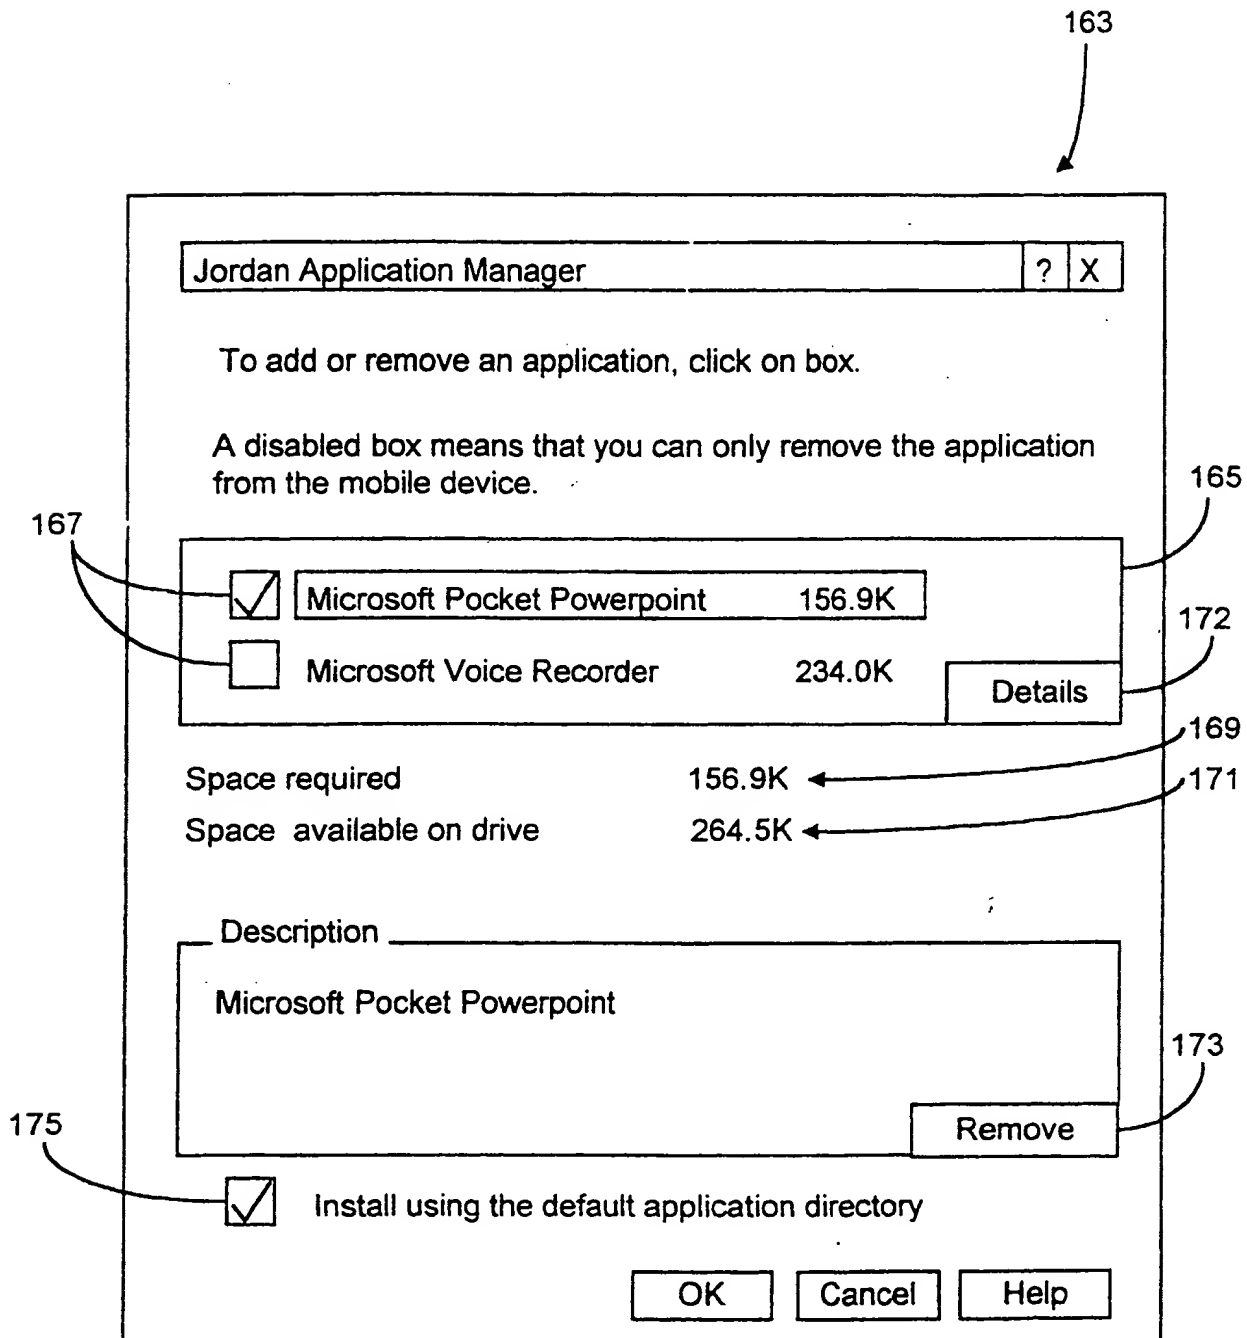 163
Jordan Application Manager ? X
To add or remove an application, click on box.
A disabled box means that you can only remove the application
from the mobile device.
165
167
Microsoft Pocket Powerpoint 156.9K
172
Microsoft Voice Recorder 234.0K
Details
169
Space required 156.9K
171
Space available on drive 264.5K
Description
Microsoft Pocket Powerpoint
173
Remove
175
Install using the default application directory
OK Cancel Help